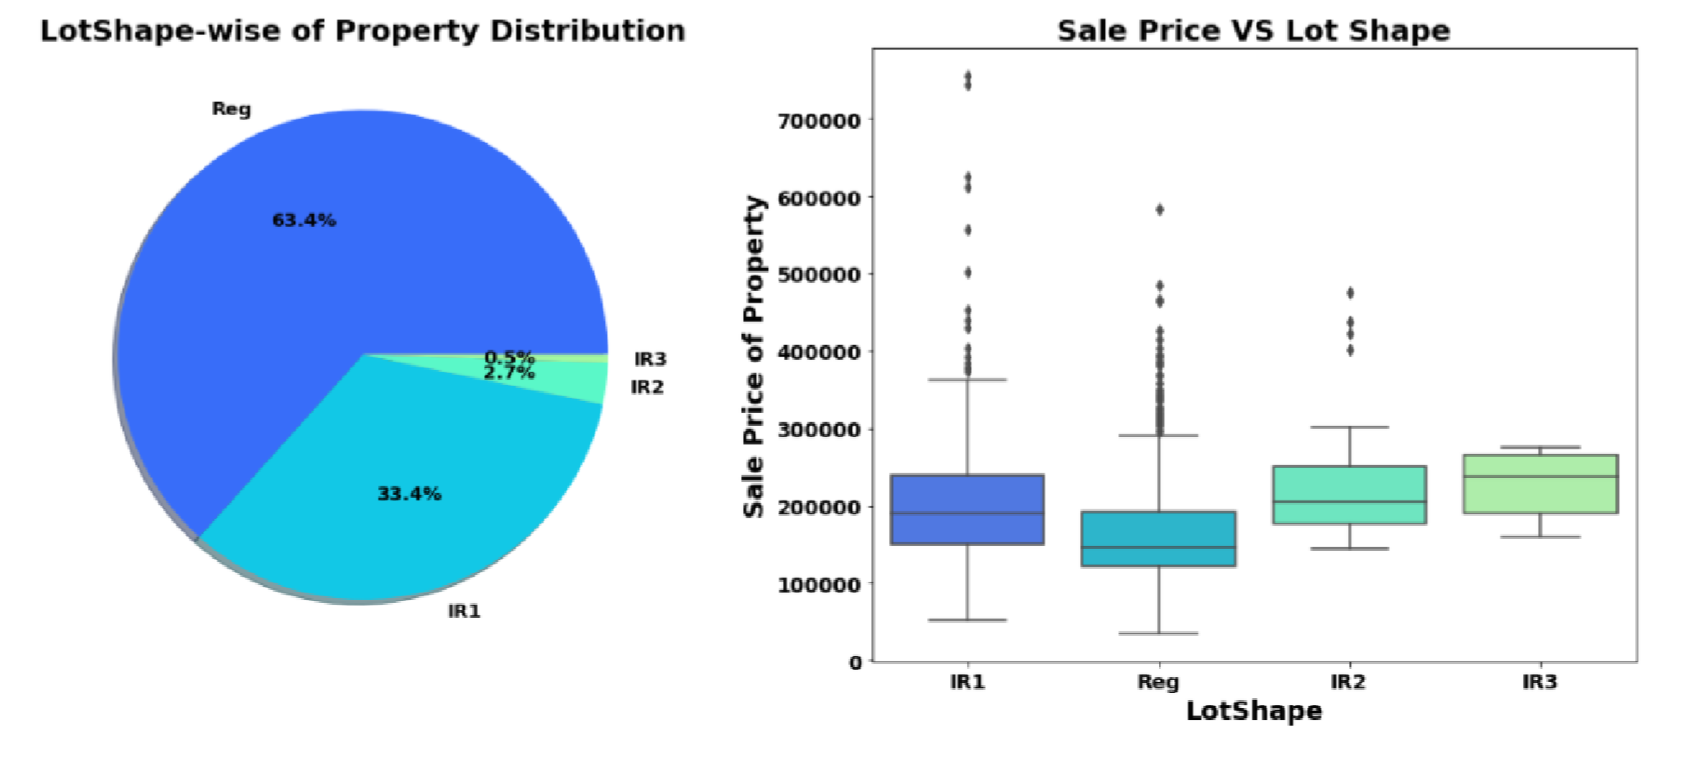 LotShape-wise of Property Distribution
Reg
63.4%
0.5%
IR3
2.7%
IR2
33.4%
IR1
Sale Price VS Lot Shape
Sale Price of Property
700000
600000
500000
400000
300000
200000
100000
0
IR1 Reg IR2 IR3
LotShape